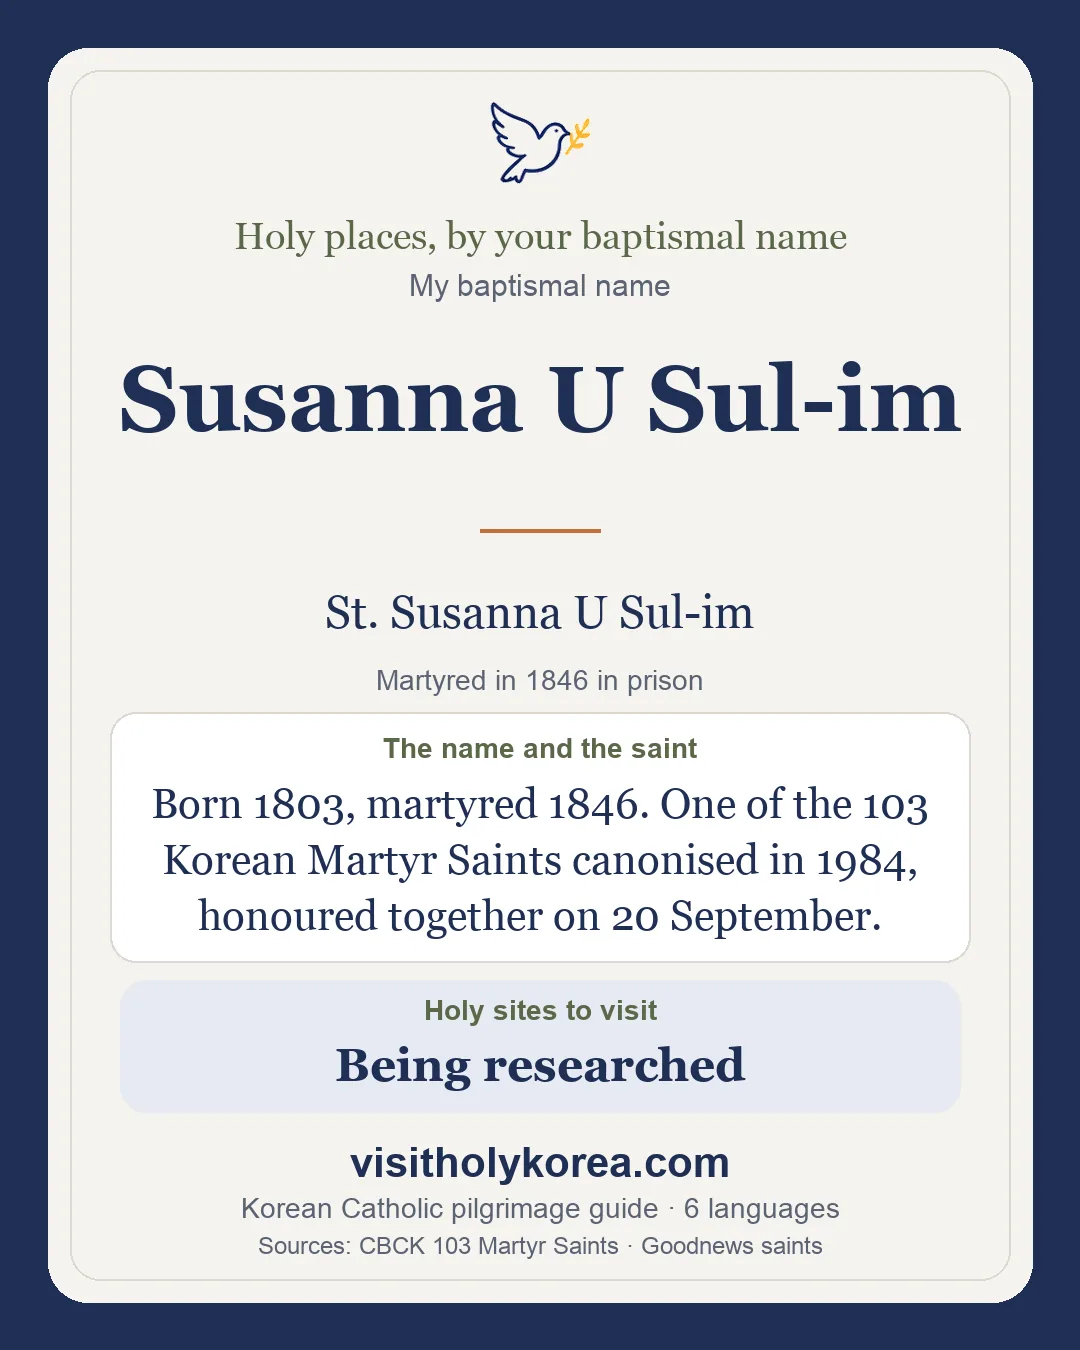 Holy places, by your baptismal name
My baptismal name
Susanna U Sul-im
St. Susanna U Sul-im
Martyred in 1846 in prison
The name and the saint
Born 1803, martyred 1846. One of the 103
Korean Martyr Saints canonised in 1984,
honoured together on 20 September.
Holy sites to visit
Being researched
visitholykorea.com
Korean Catholic pilgrimage guide · 6 languages
Sources: CBCK 103 Martyr Saints · Goodnews saints